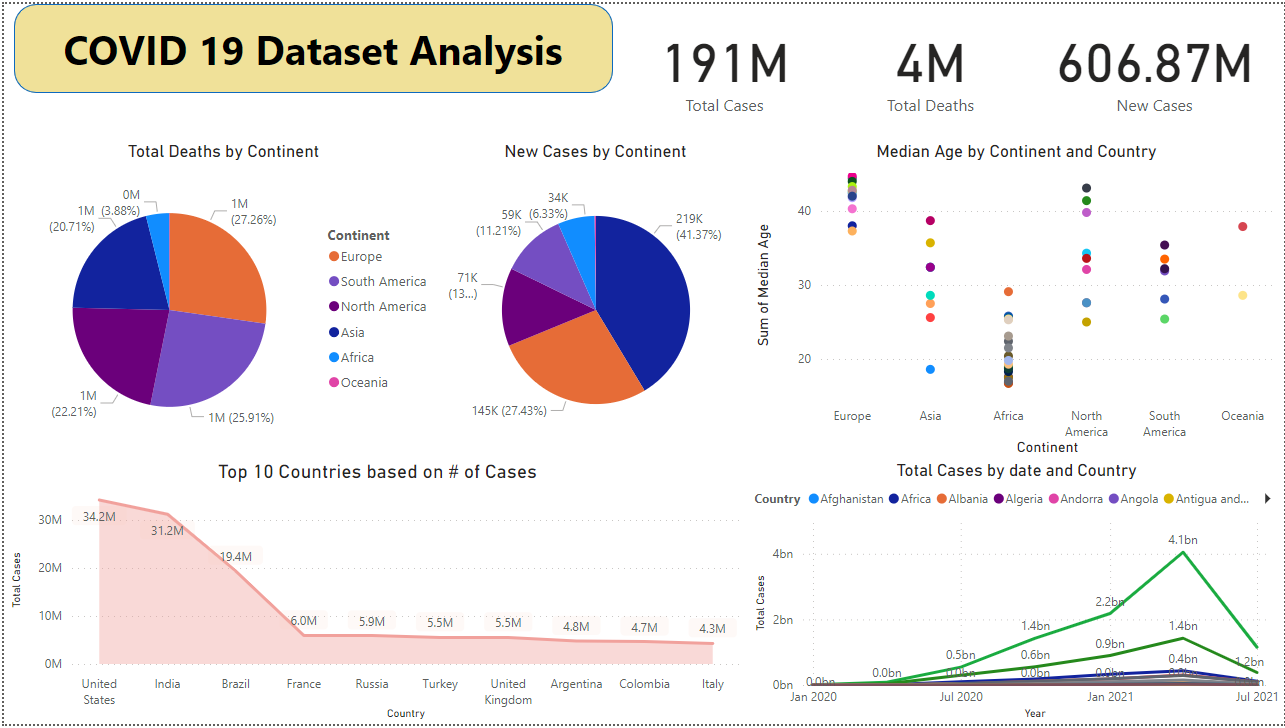 COVID 19 Dataset Analysis
191M
Total Cases
4M
Total Deaths
606.87M
New Cases
Total Deaths by Continent
0M
(3.88%)
1M
(27.26%)
1M
(20.71%)
1M
(22.21%)
1M (25.91%)
Continent
Europe
South America
North America
Asia
Africa
Oceania
New Cases by Continent
34K
(6.33%)
59K
(11.21%)
219K
(41.37%)
71K
(13...)
145K (27.43%)
Median Age by Continent and Country
Sum of Median Age
40
30
20
Europe
Asia
Africa
North
America
South
America
Oceania
Continent
Top 10 Countries based on # of Cases
Total Cases
30M
20M
10M
0M
34.2M
31.2M
19.4M
6.0M
5.9M
5.5M
5.5M
4.8M
4.7M
4.3M
United
States
India
Brazil
France
Russia
Turkey
United
Kingdom
Argentina
Colombia
Italy
Country
Total Cases by date and Country
Country Afghanistan Africa Albania Algeria Andorra Angola Antigua and...
Total Cases
4bn
2bn
0bn
4.1bn
2.2bn
1.4bn
0.5bn
0.0bn
0.0bn
1.2bn
1.4bn
0.9bn
0.6bn
0.4bn
0.0bn
0.0bn
0.0bn
Jan 2020
Jul 2020
Jan 2021
Jul 2021
Year